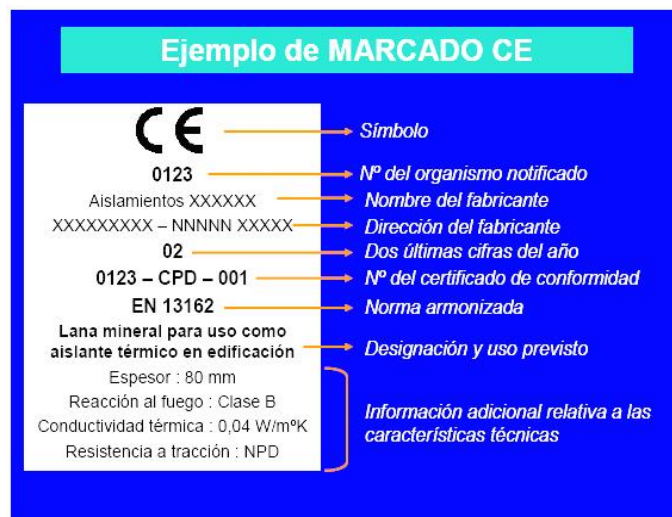 Ejemplo de MARCADO CE
CE
Símbolo
0123
Nº del organismo notificado
Aislamientos XXXXXX
Nombre del fabricante
XXXXXXXXX – NNNNN XXXXX
Dirección del fabricante
02
Dos últimas cifras del año
0123 – CPD – 001
Nº del certificado de conformidad
EN 13162
Norma armonizada
Lana mineral para uso como
aislante térmico en edificación
Designación y uso previsto
Espesor : 80 mm
Reacción al fuego : Clase B
Conductividad térmica : 0,04 W/mºK
Resistencia a tracción : NPD
Información adicional relativa a las
características técnicas